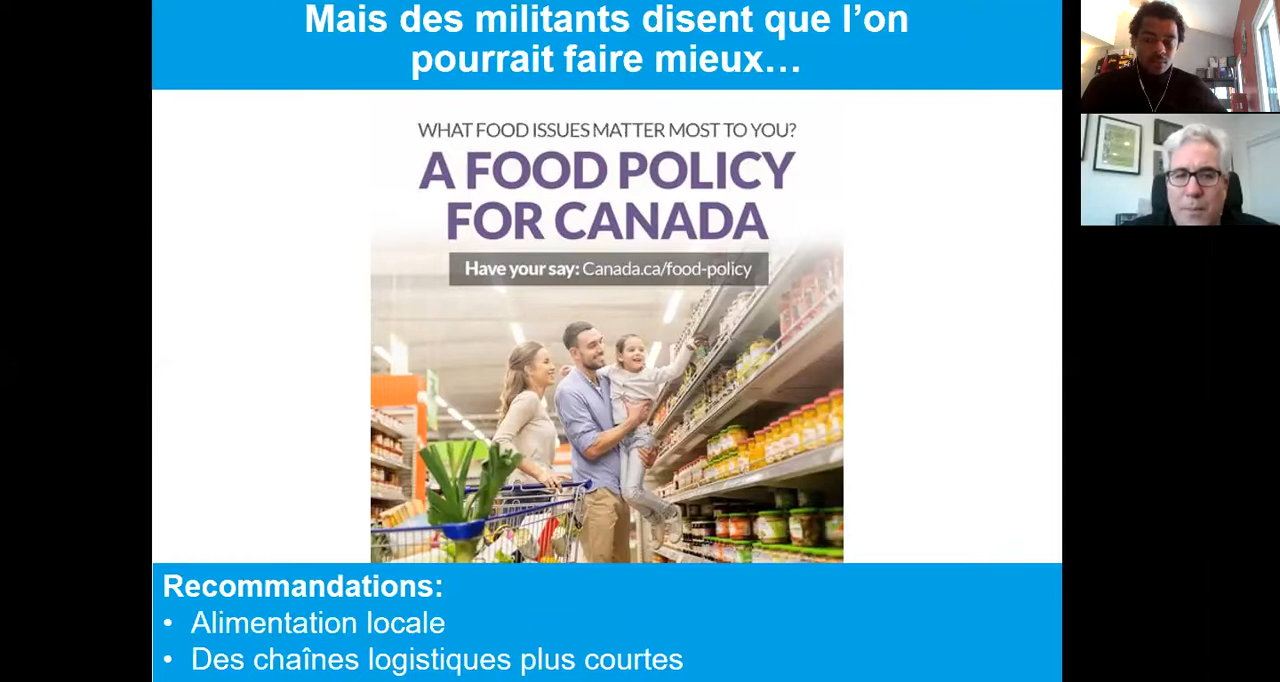 Mais des militants disent que l’on
pourrait faire mieux…
WHAT FOOD ISSUES MATTER MOST TO YOU?
A FOOD POLICY
FOR CANADA
Have your say: Canada.ca/food-policy
Recommandations:
• Alimentation locale
• Des chaînes logistiques plus courtes